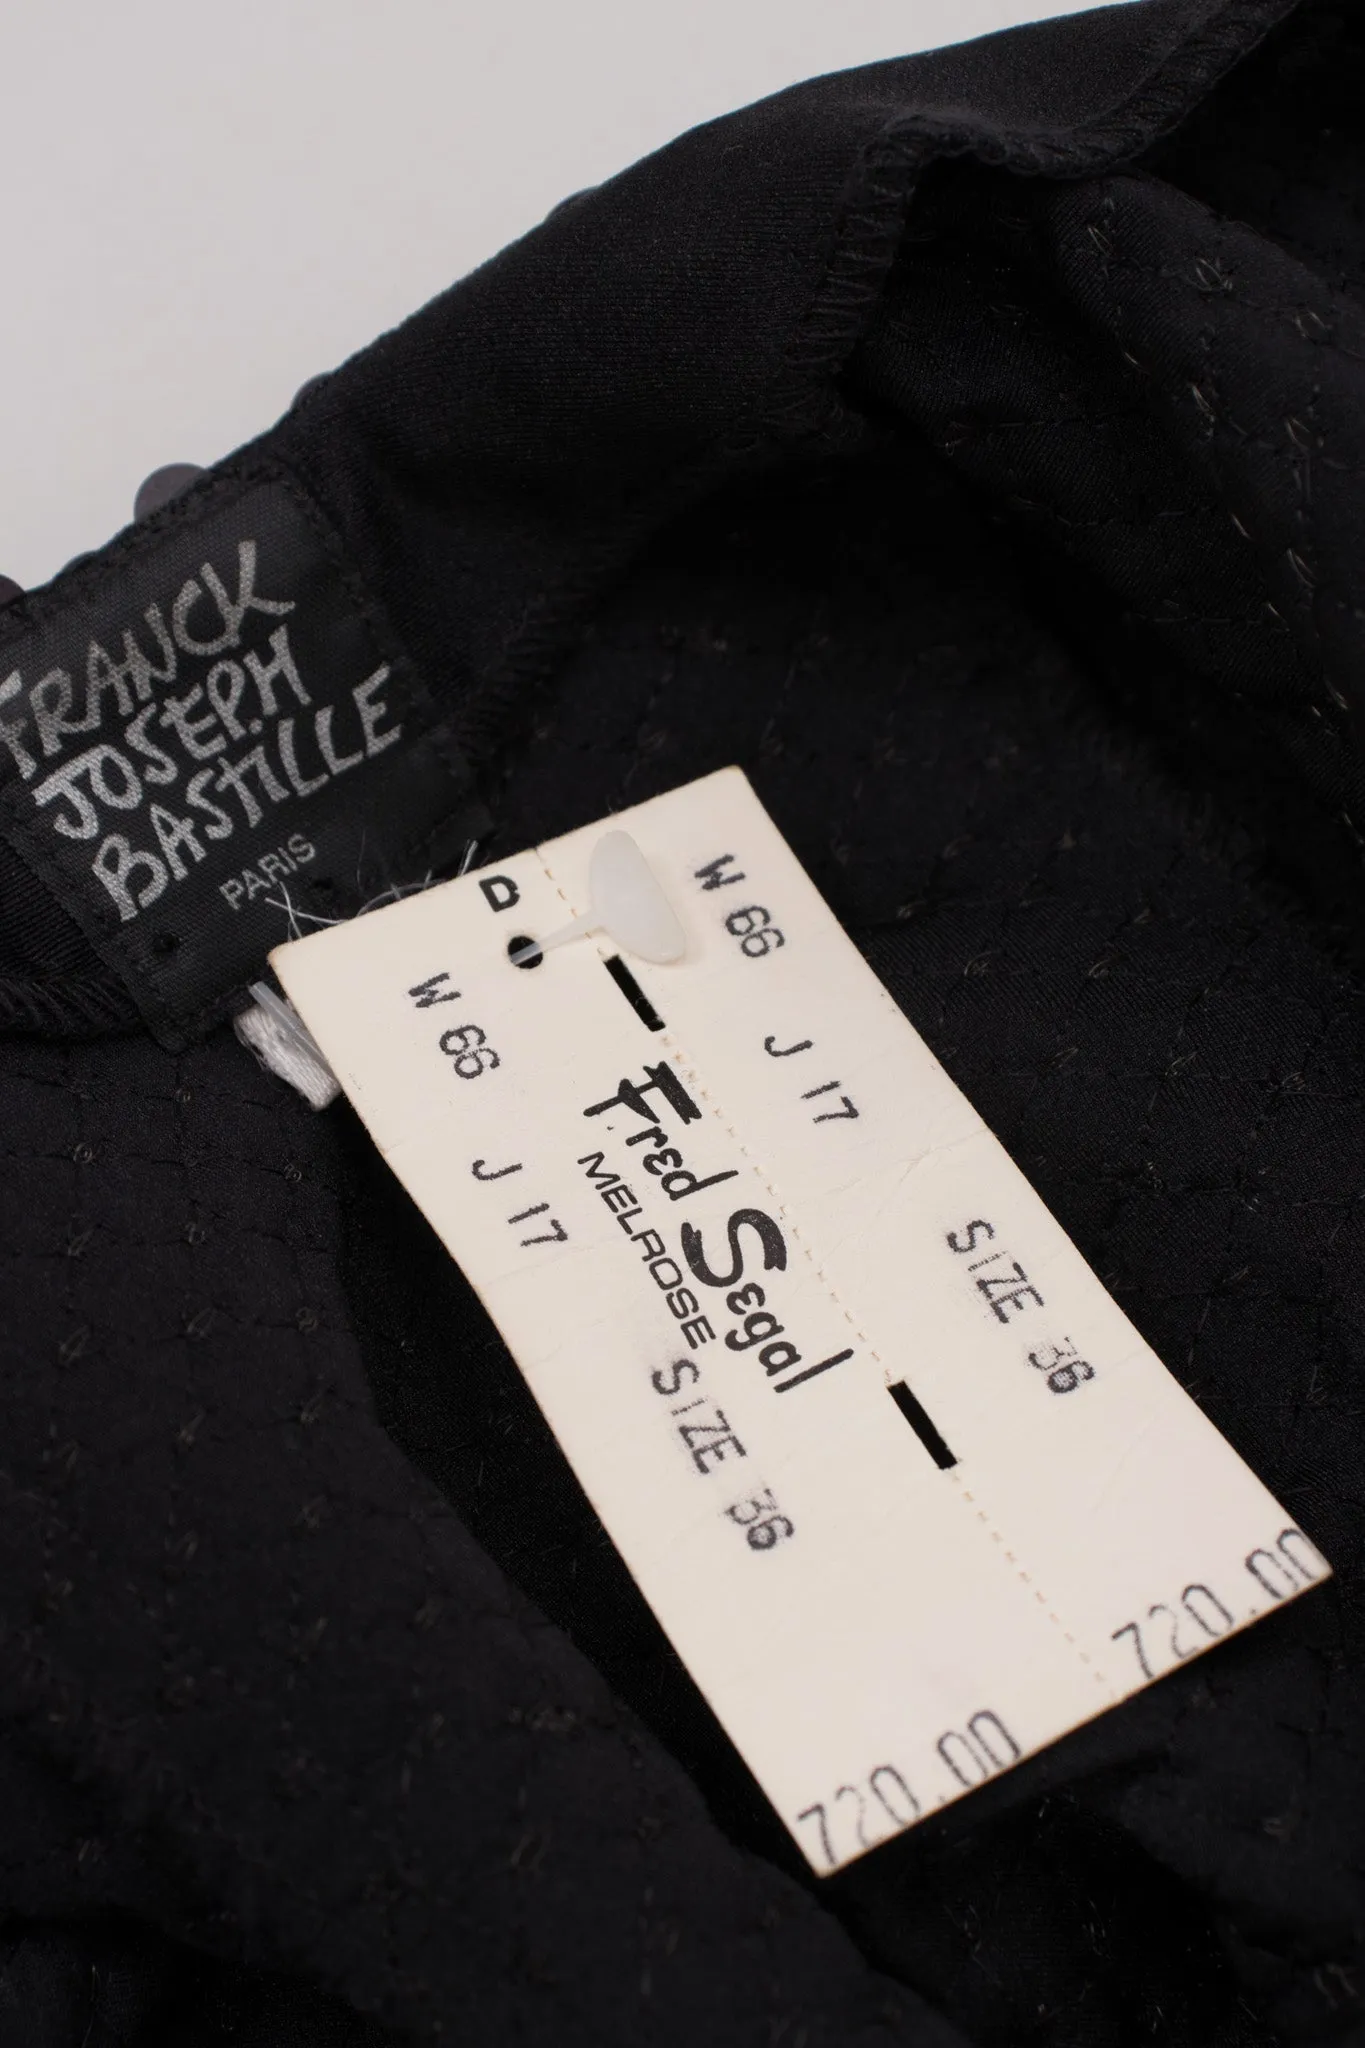 FRANCK
JOSEPH
BASTILLE
PARIS
D
W 66
J 17
Fred Segal
MELROSE
SIZE 36
720.00
W 66
J 17
SIZE 36
720.00